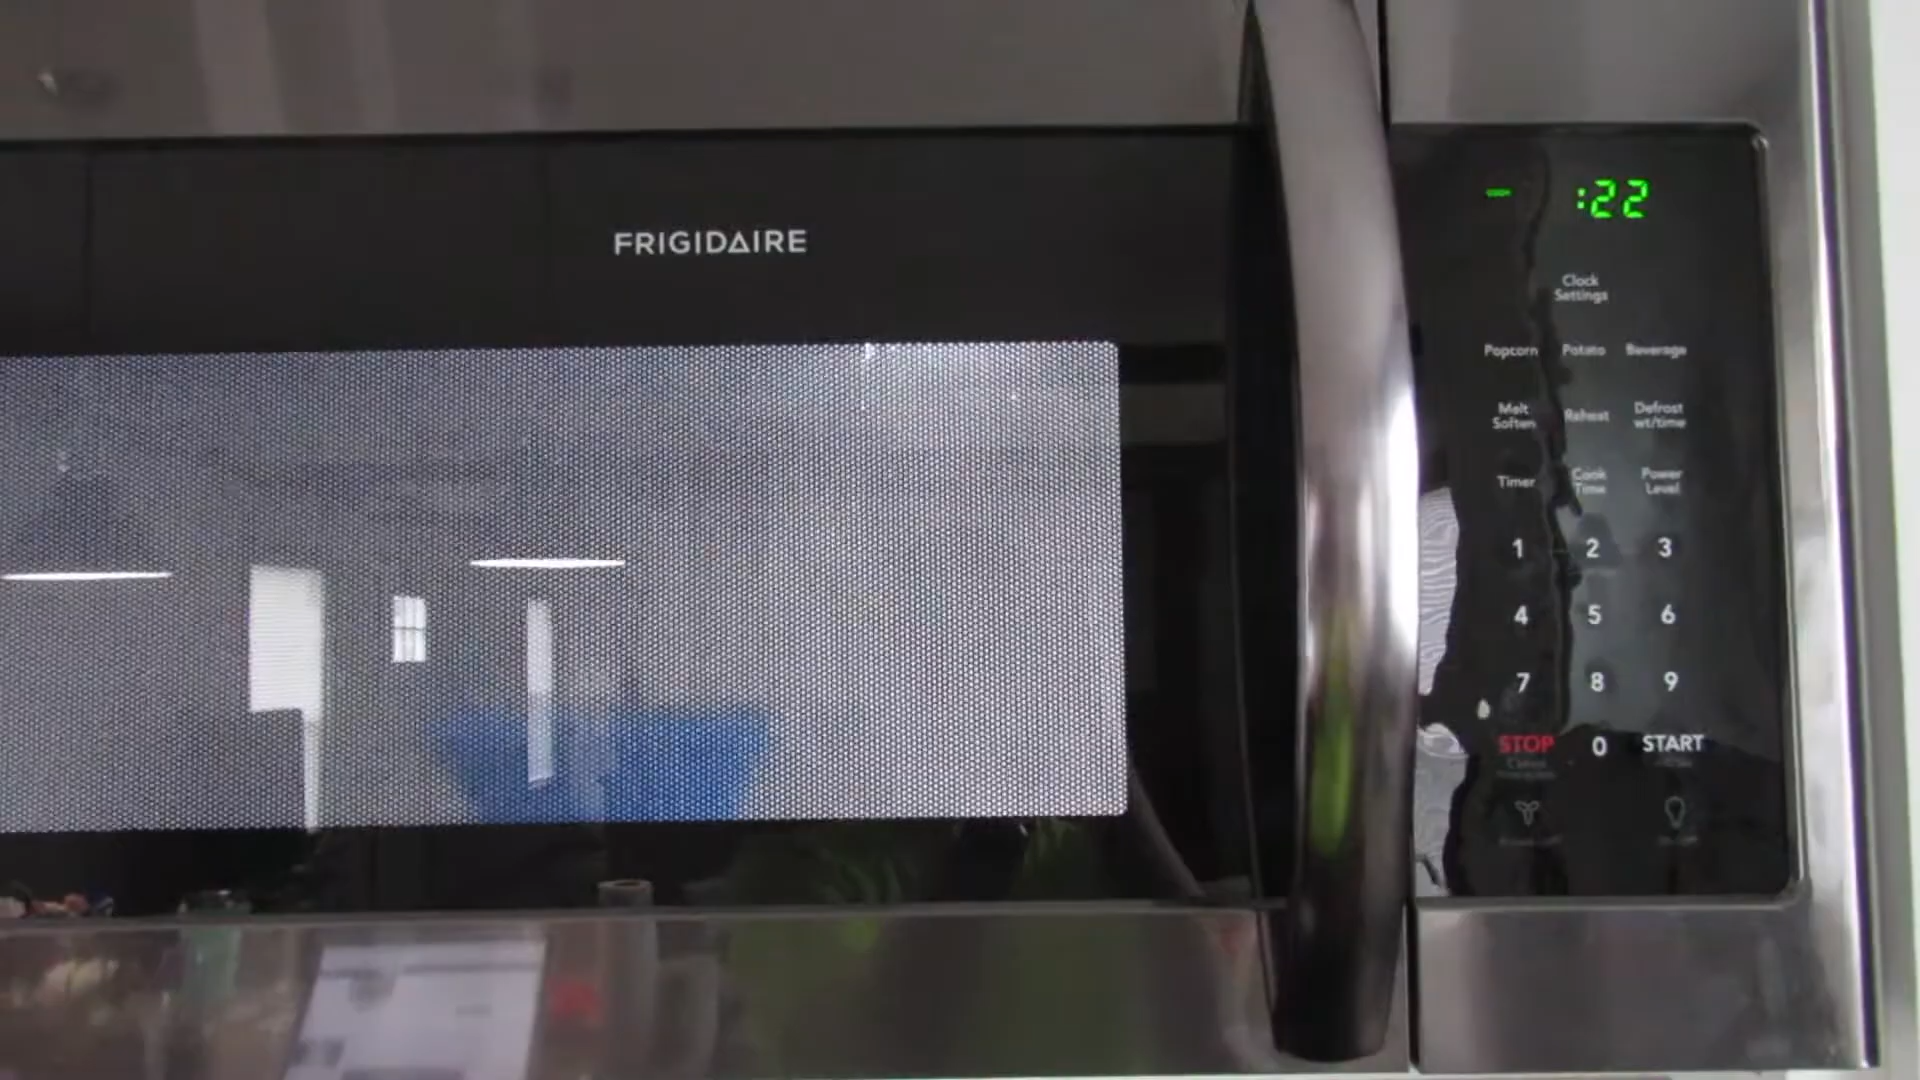 FRIGIDAIRE
:22
Clock
Settings
Popcorn Potato Beverage
Melt
Soften
Reheat
Defrost
wt/time
Timer
Cook
Time
Power
Level
1 2 3
4 5 6
7 8 9
STOP 0 START
Cancel